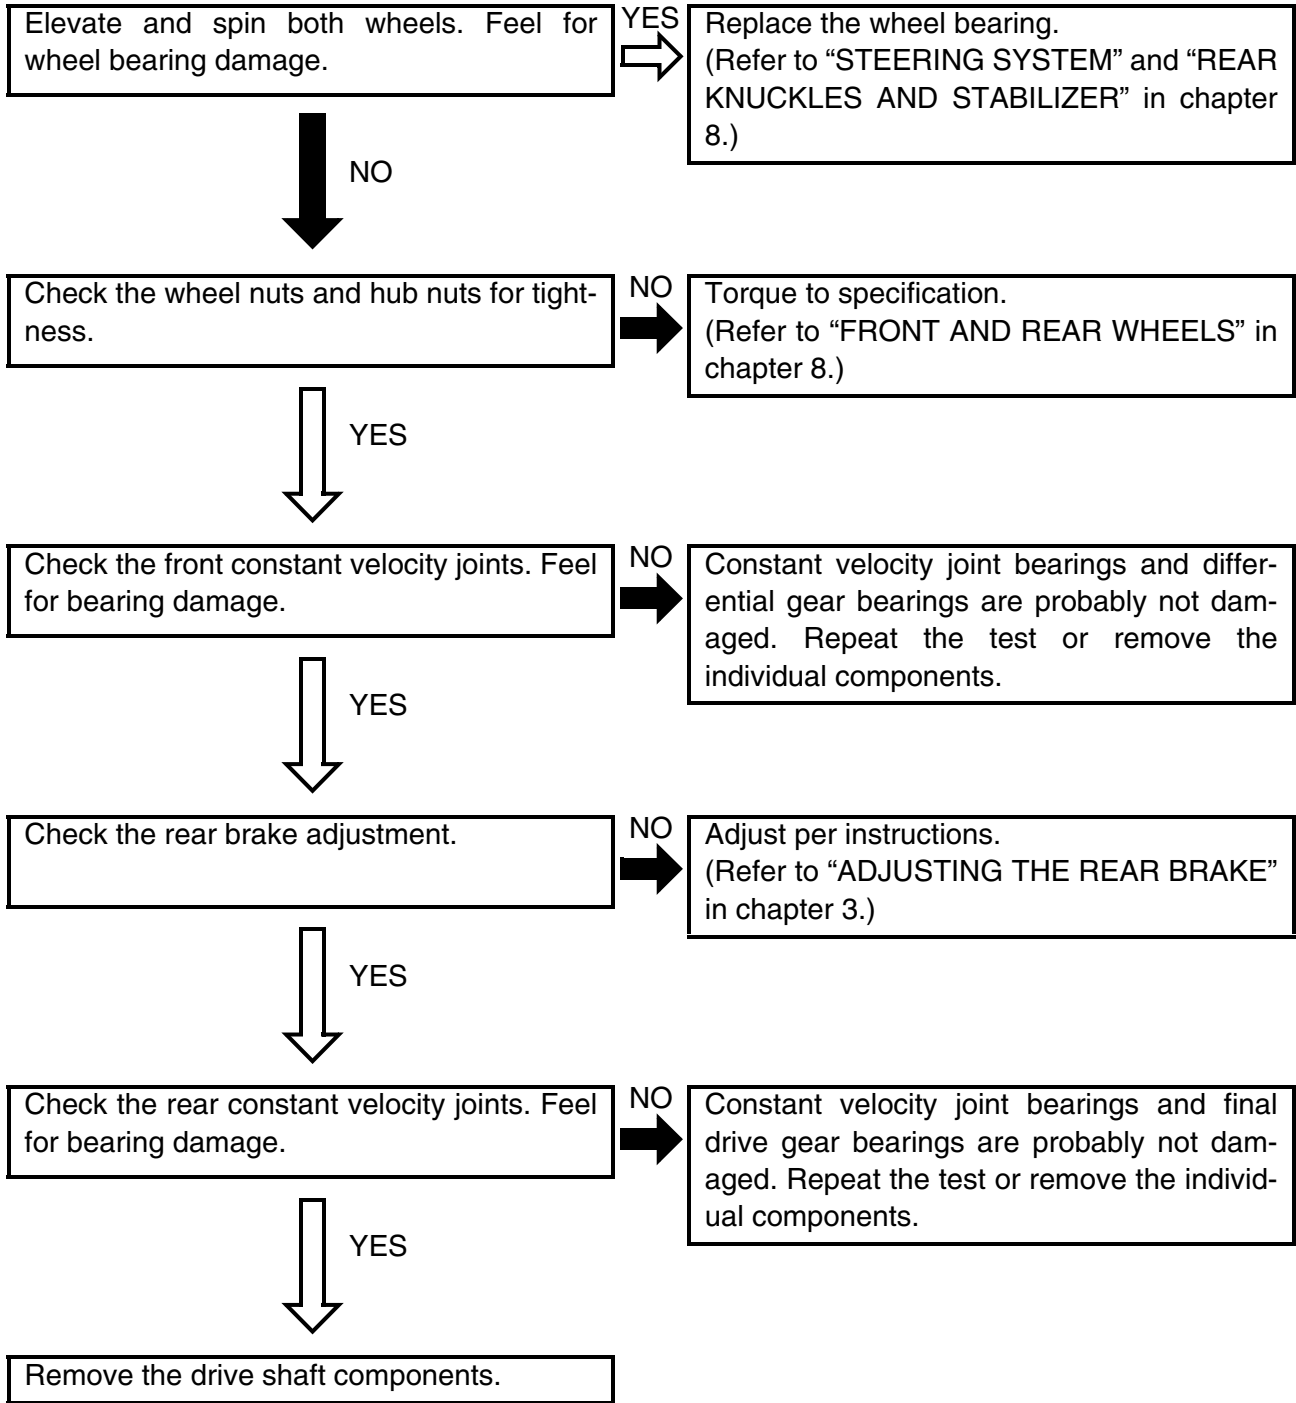 Elevate and spin both wheels. Feel for
wheel bearing damage.
YES
Replace the wheel bearing.
(Refer to “STEERING SYSTEM” and “REAR
KNUCKLES AND STABILIZER” in chapter
8.)
NO
Check the wheel nuts and hub nuts for tight-
ness.
NO
Torque to specification.
(Refer to “FRONT AND REAR WHEELS” in
chapter 8.)
YES
Check the front constant velocity joints. Feel
for bearing damage.
NO
Constant velocity joint bearings and differ-
ential gear bearings are probably not dam-
aged. Repeat the test or remove the
individual components.
YES
Check the rear brake adjustment.
NO
Adjust per instructions.
(Refer to “ADJUSTING THE REAR BRAKE”
in chapter 3.)
YES
Check the rear constant velocity joints. Feel
for bearing damage.
NO
Constant velocity joint bearings and final
drive gear bearings are probably not dam-
aged. Repeat the test or remove the individ-
ual components.
YES
Remove the drive shaft components.